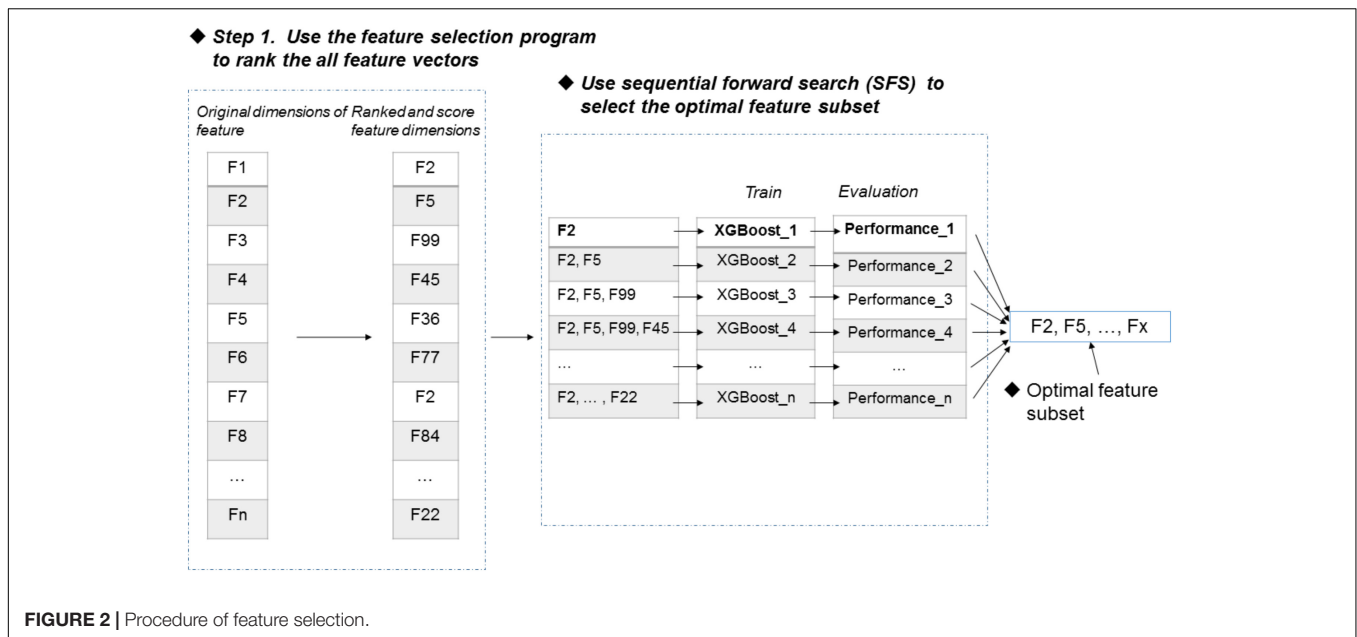 ◆ Step 1. Use the feature selection program
to rank the all feature vectors
◆ Use sequential forward search (SFS) to
select the optimal feature subset
Original dimensions of
feature
Ranked and score
feature dimensions
F1
F2
F3
F4
F5
F6
F7
F8
...
Fn
F2
F5
F99
F45
F36
F77
F2
F84
...
F22
Train
Evaluation
F2
XGBoost_1
Performance_1
F2, F5
XGBoost_2
Performance_2
F2, F5, F99
XGBoost_3
Performance_3
F2, F5, F99, F45
XGBoost_4
Performance_4
...
...
...
F2, ... , F22
XGBoost_n
Performance_n
F2, F5, ..., Fx
◆ Optimal feature
subset
FIGURE 2 | Procedure of feature selection.